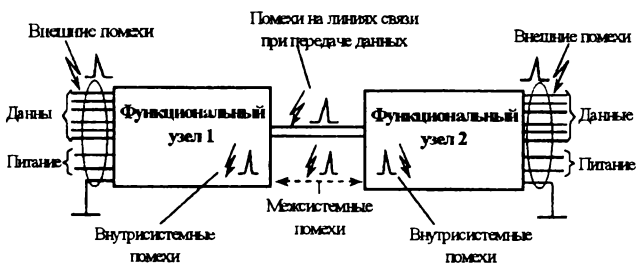 Помехи на линиях связи
при передаче данных
Внешние помехи
Внешние помехи
Данны
Функциональный
узел 1
Функциональный
узел 2
Данные
Питание
Питание
Межсистемные
помехи
Внутрисистемные
помехи
Внутрисистемные
помехи